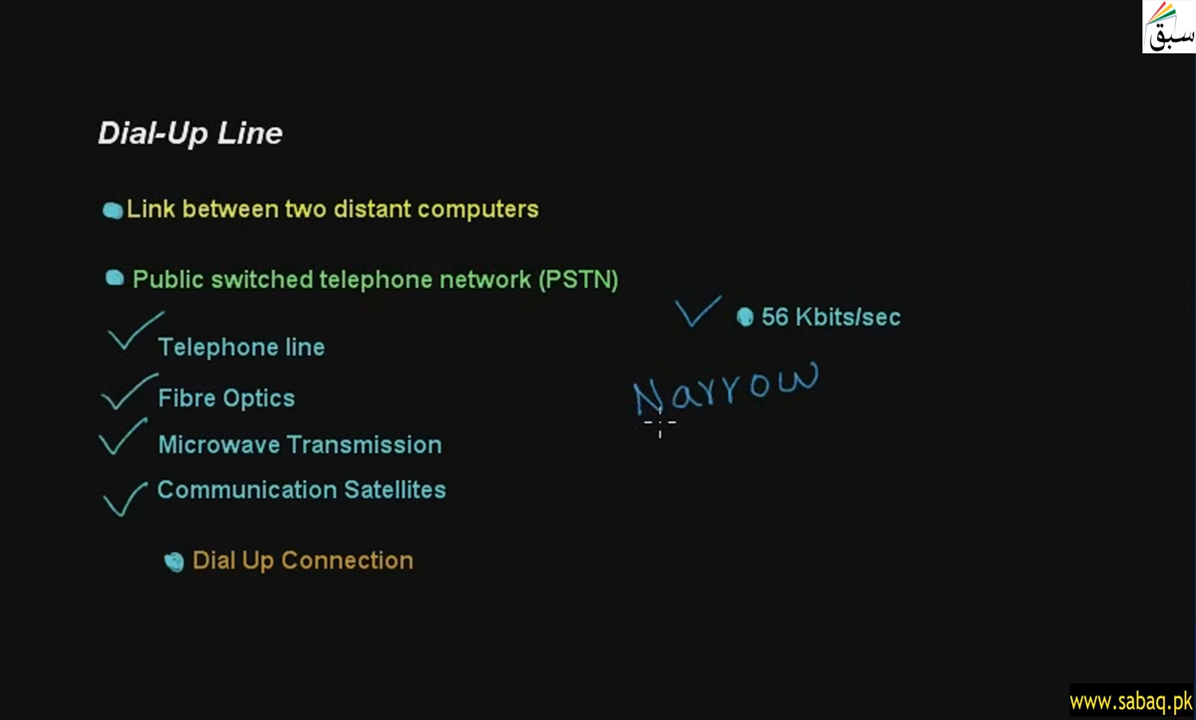 سبق
Dial-Up Line
Link between two distant computers
Public switched telephone network (PSTN)
56 Kbits/sec
Telephone line
Narrow
Fibre Optics
Microwave Transmission
Communication Satellites
Dial Up Connection
www.sabaq.pk